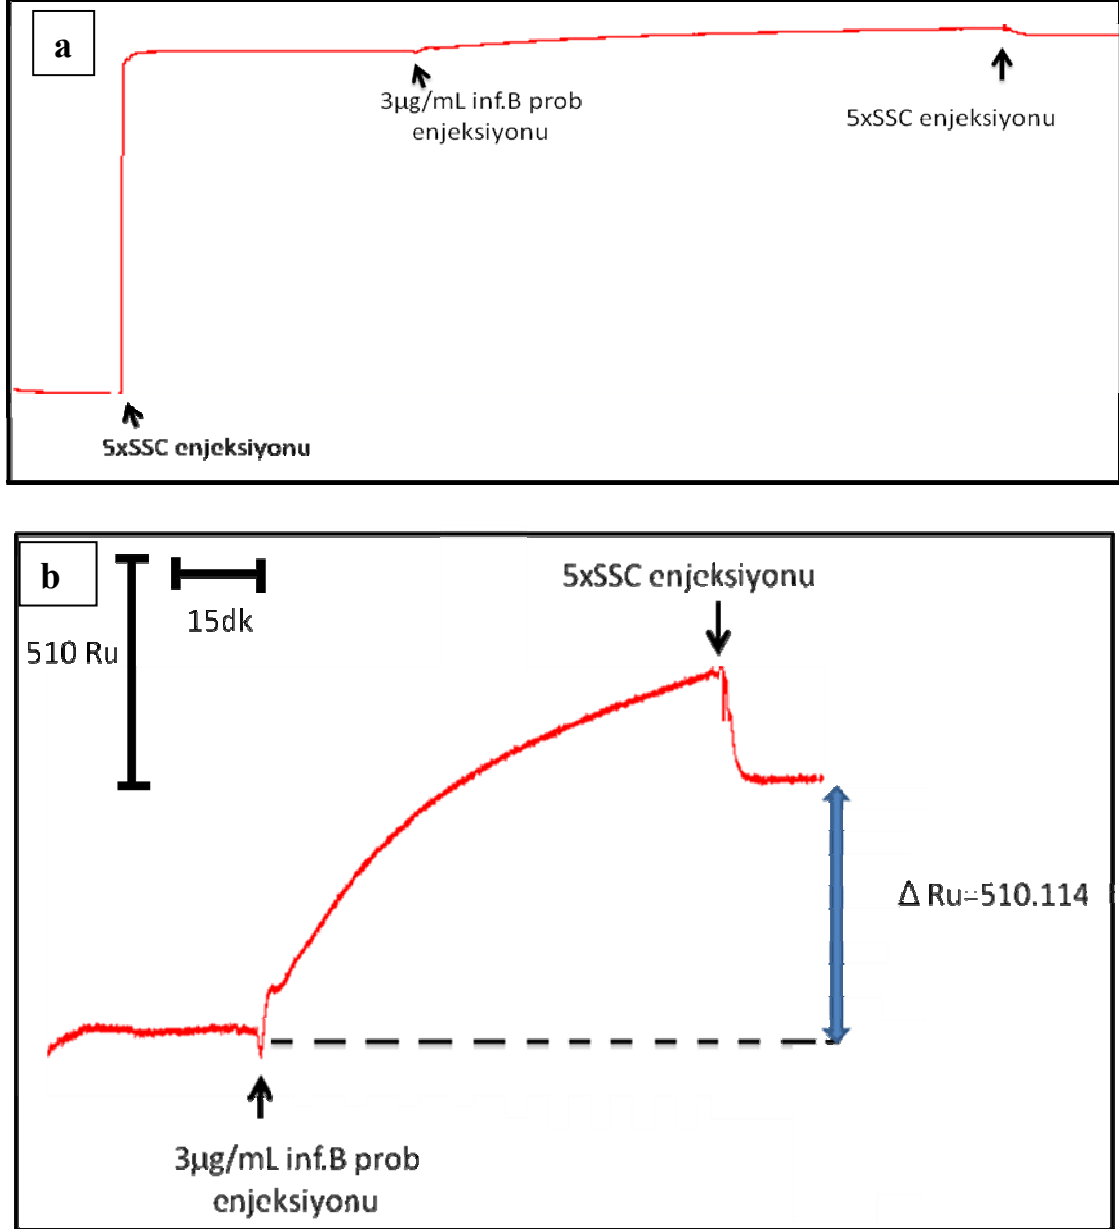 a
3µg/mL inf.B prob
enjeksiyonu
5xSSC enjeksiyonu
5xSSC enjeksiyonu
b
5xSSC enjeksiyonu
15dk
510 Ru
Δ Ru=510.114
3µg/mL inf.B prob
enjeksiyonu